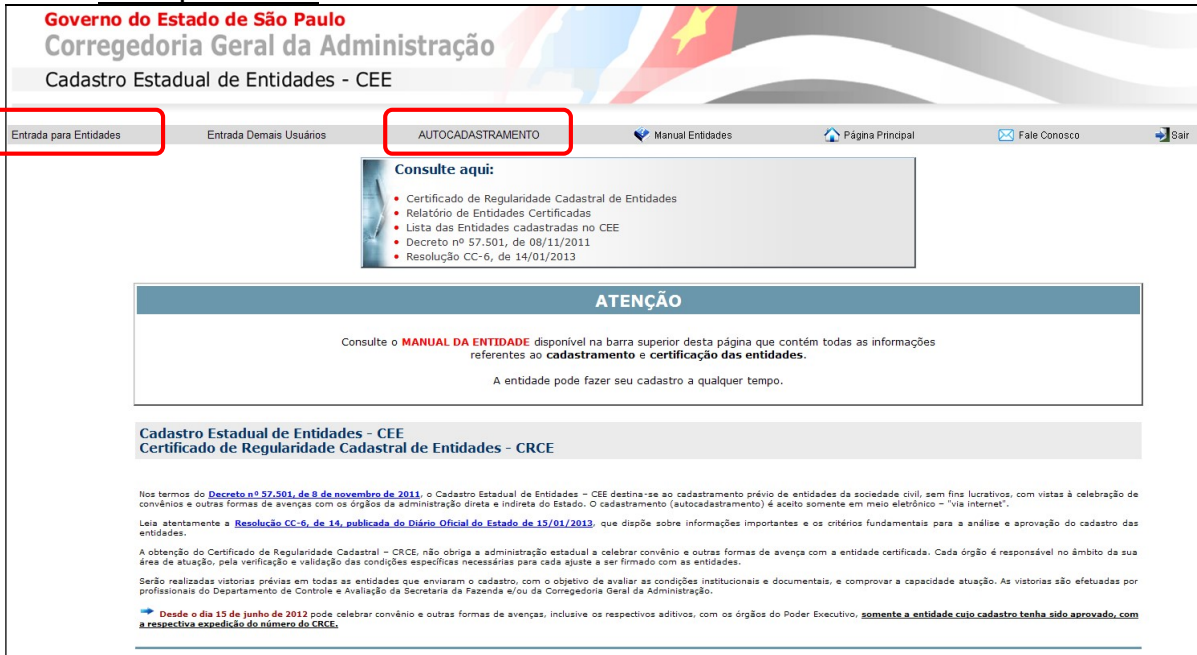 Governo do Estado de São Paulo
Corregedoria Geral da Administração
Cadastro Estadual de Entidades - CEE
Entrada para Entidades Entrada Demais Usuários AUTOCADASTRAMENTO Manual Entidades Página Principal Fale Conosco Sair
Consulte aqui:
• Certificado de Regularidade Cadastral de Entidades
• Relatório de Entidades Certificadas
• Lista das Entidades cadastradas no CEE
• Decreto nº 57.501, de 08/11/2011
• Resolução CC-6, de 14/01/2013
ATENÇÃO
Consulte o MANUAL DA ENTIDADE disponível na barra superior desta página que contém todas as informações
referentes ao cadastramento e certificação das entidades.
A entidade pode fazer seu cadastro a qualquer tempo.
Cadastro Estadual de Entidades - CEE
Certificado de Regularidade Cadastral de Entidades - CRCE
Nos termos do Decreto nº 57.501, de 8 de novembro de 2011, o Cadastro Estadual de Entidades – CEE destina-se ao cadastramento prévio de entidades da sociedade civil, sem fins lucrativos, com vistas à celebração de
convênios e outras formas de avenças com os órgãos da administração direta e indireta do Estado. O cadastramento (autocadastramento) é aceito somente em meio eletrônico – "via internet".
Leia atentamente a Resolução CC-6, de 14, publicada do Diário Oficial do Estado de 15/01/2013, que dispõe sobre informações importantes e os critérios fundamentais para a análise e aprovação do cadastro das
entidades.
A obtenção do Certificado de Regularidade Cadastral – CRCE, não obriga a administração estadual a celebrar convênio e outras formas de avença com a entidade certificada. Cada órgão é responsável no âmbito da sua
área de atuação, pela verificação e validação das condições específicas necessárias para cada ajuste a ser firmado com as entidades.
Serão realizadas vistorias prévias em todas as entidades que enviaram o cadastro, com o objetivo de avaliar as condições institucionais e documentais, e comprovar a capacidade atuação. As vistorias são efetuadas por
profissionais do Departamento de Controle e Avaliação da Secretaria da Fazenda e/ou da Corregedoria Geral da Administração.
Desde o dia 15 de junho de 2012 pode celebrar convênio e outras formas de avenças, inclusive os respectivos aditivos, com os órgãos do Poder Executivo, somente a entidade cujo cadastro tenha sido aprovado, com
a respectiva expedição do número do CRCE.